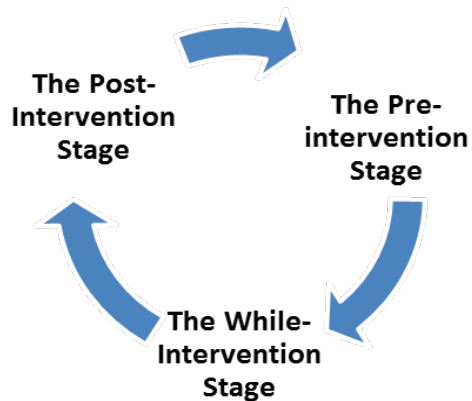 The Post-
Intervention
Stage
The Pre-
intervention
Stage
The While-
Intervention
Stage